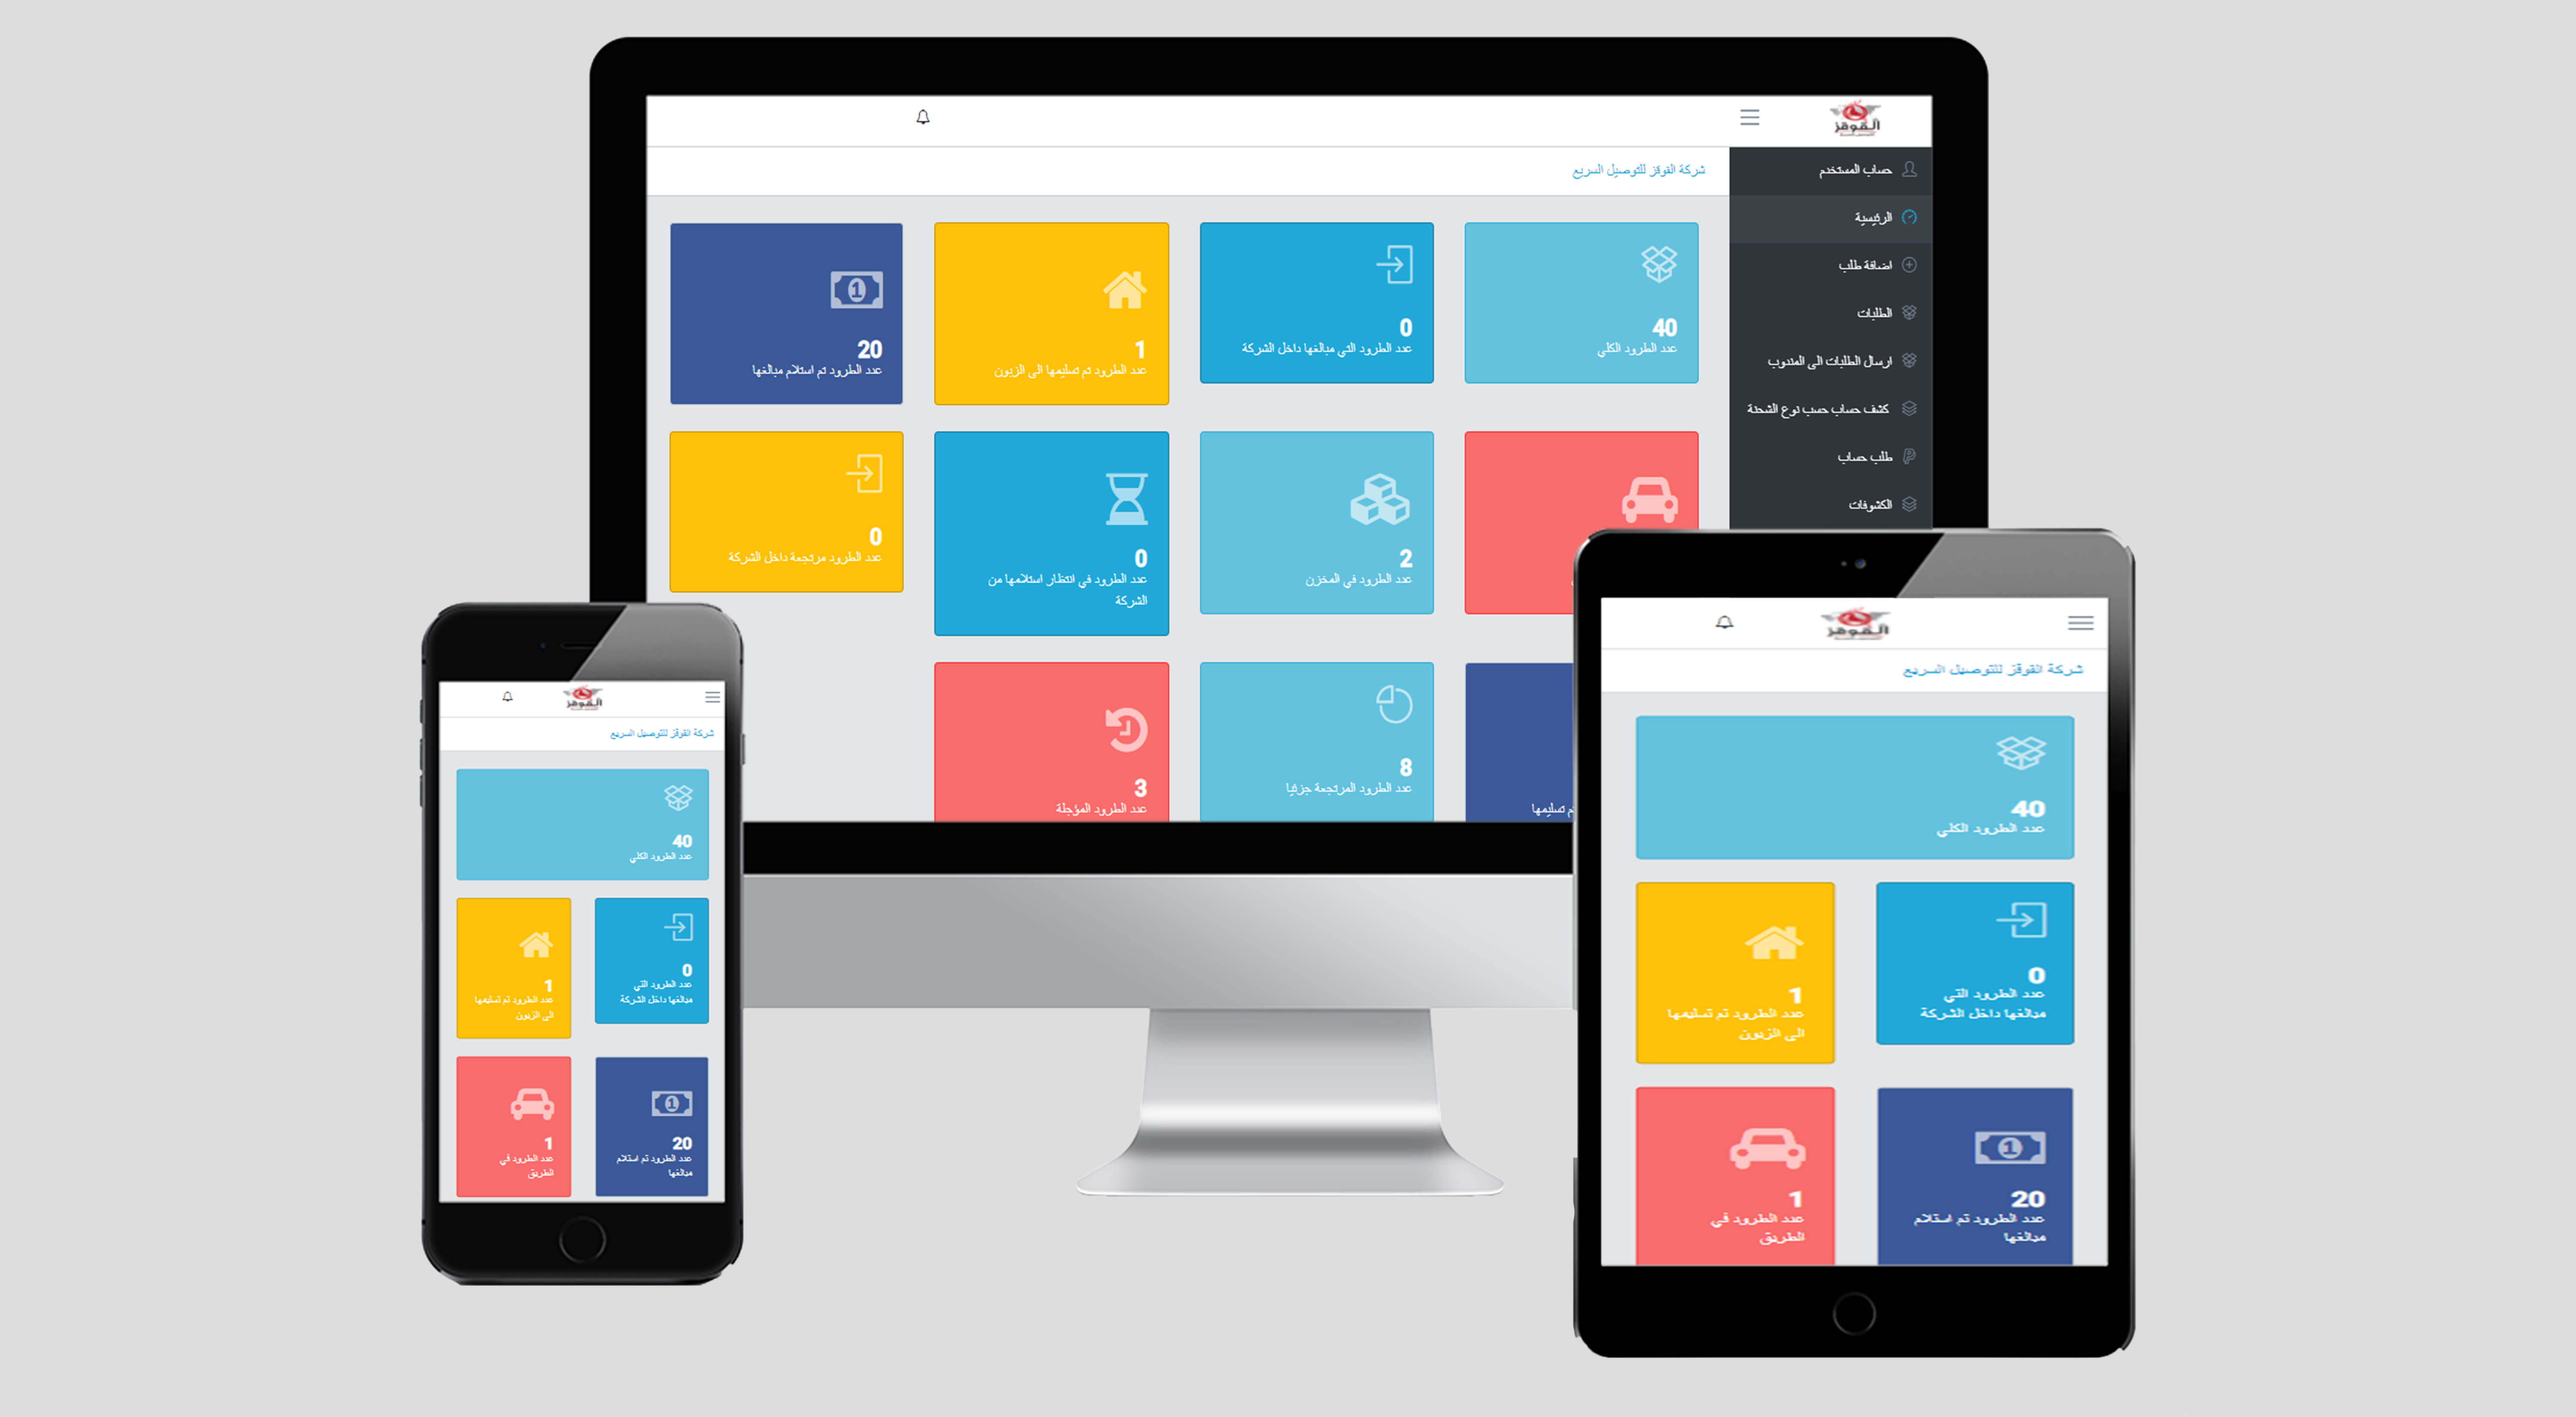 القوقز
شركة القوقز للتوصيل السريع
حساب المستخدم
الرئيسية
اضافة طلب
الطلبات
ارسال الطلبات الى المندوب
كشف حساب حسب نوع الشحنة
طلب حساب
الكشوفات
40
عدد الطرود الكلي
0
عدد الطرود التي مبالغها داخل الشركة
1
عدد الطرود تم تسليمها الى الزبون
20
عدد الطرود تم استلام مبالغها
2
عدد الطرود في المخزن
0
عدد الطرود في انتظار استلامها من
الشركة
0
عدد الطرود مرتجعة داخل الشركة
تسليمها
8
عدد الطرود المرتجعة جزئيا
3
عدد الطرود المؤجلة
القوقز
شركة القوقز للتوصيل السريع
40
عدد الطرود الكلي
0
عدد الطرود التي
مبالغها داخل الشركة
1
عدد الطرود تم تسليمها
الى الزبون
20
عدد الطرود تم استلام
مبالغها
1
عدد الطرود في
الطريق
القوقز
شركة القوقز للتوصيل السريع
40
عدد الطرود الكلي
0
عدد الطرود التي
مبالغها داخل الشركة
1
عدد الطرود تم تسليمها
الى الزبون
20
عدد الطرود تم استلام
مبالغها
1
عدد الطرود في
الطريق